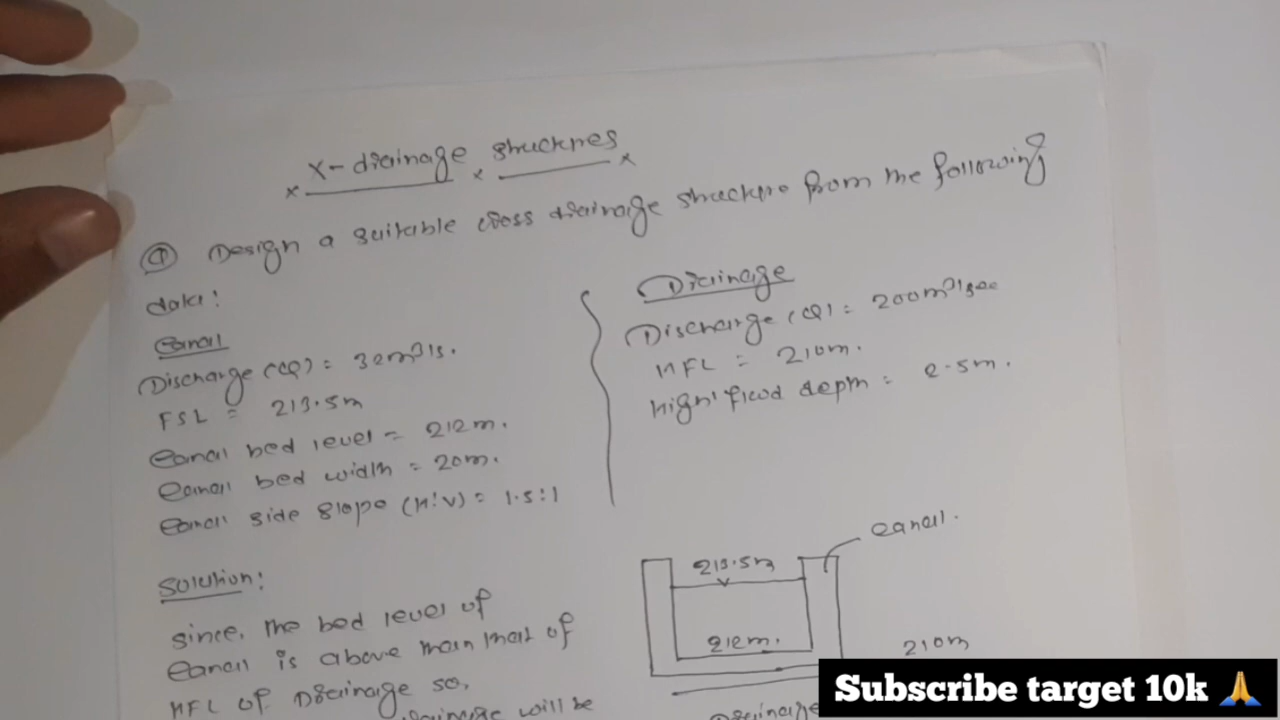 X-drainage structures
① Design a suitable cross drainage structure from the following
data:
Canal
Discharge (Q) = 32m³/s.
FSL = 213.5m
Canal bed level = 212m.
Canal bed width = 20m.
Canal side slope (H:V) = 1.5:1
Drainage
Discharge (Q) = 200m³/sec
HFL = 210m.
High flood depth = 2.5m.
Solution:
since, the bed level of
canal is above than that of
HFL of Drainage so,
drainage will be
canal.
213.5m
212m.
210m
Drainage
Subscribe target 10k 🙏